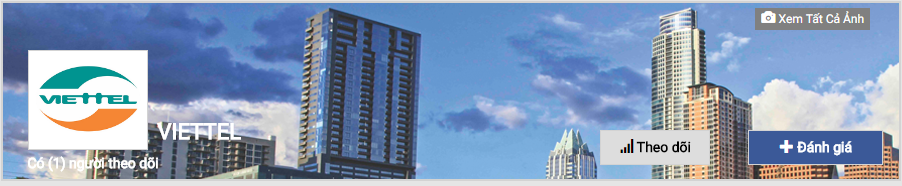 Xem Tất Cả Ảnh
VIETTEL
VIETTEL
Có (1) người theo dõi
Theo dõi
Đánh giá